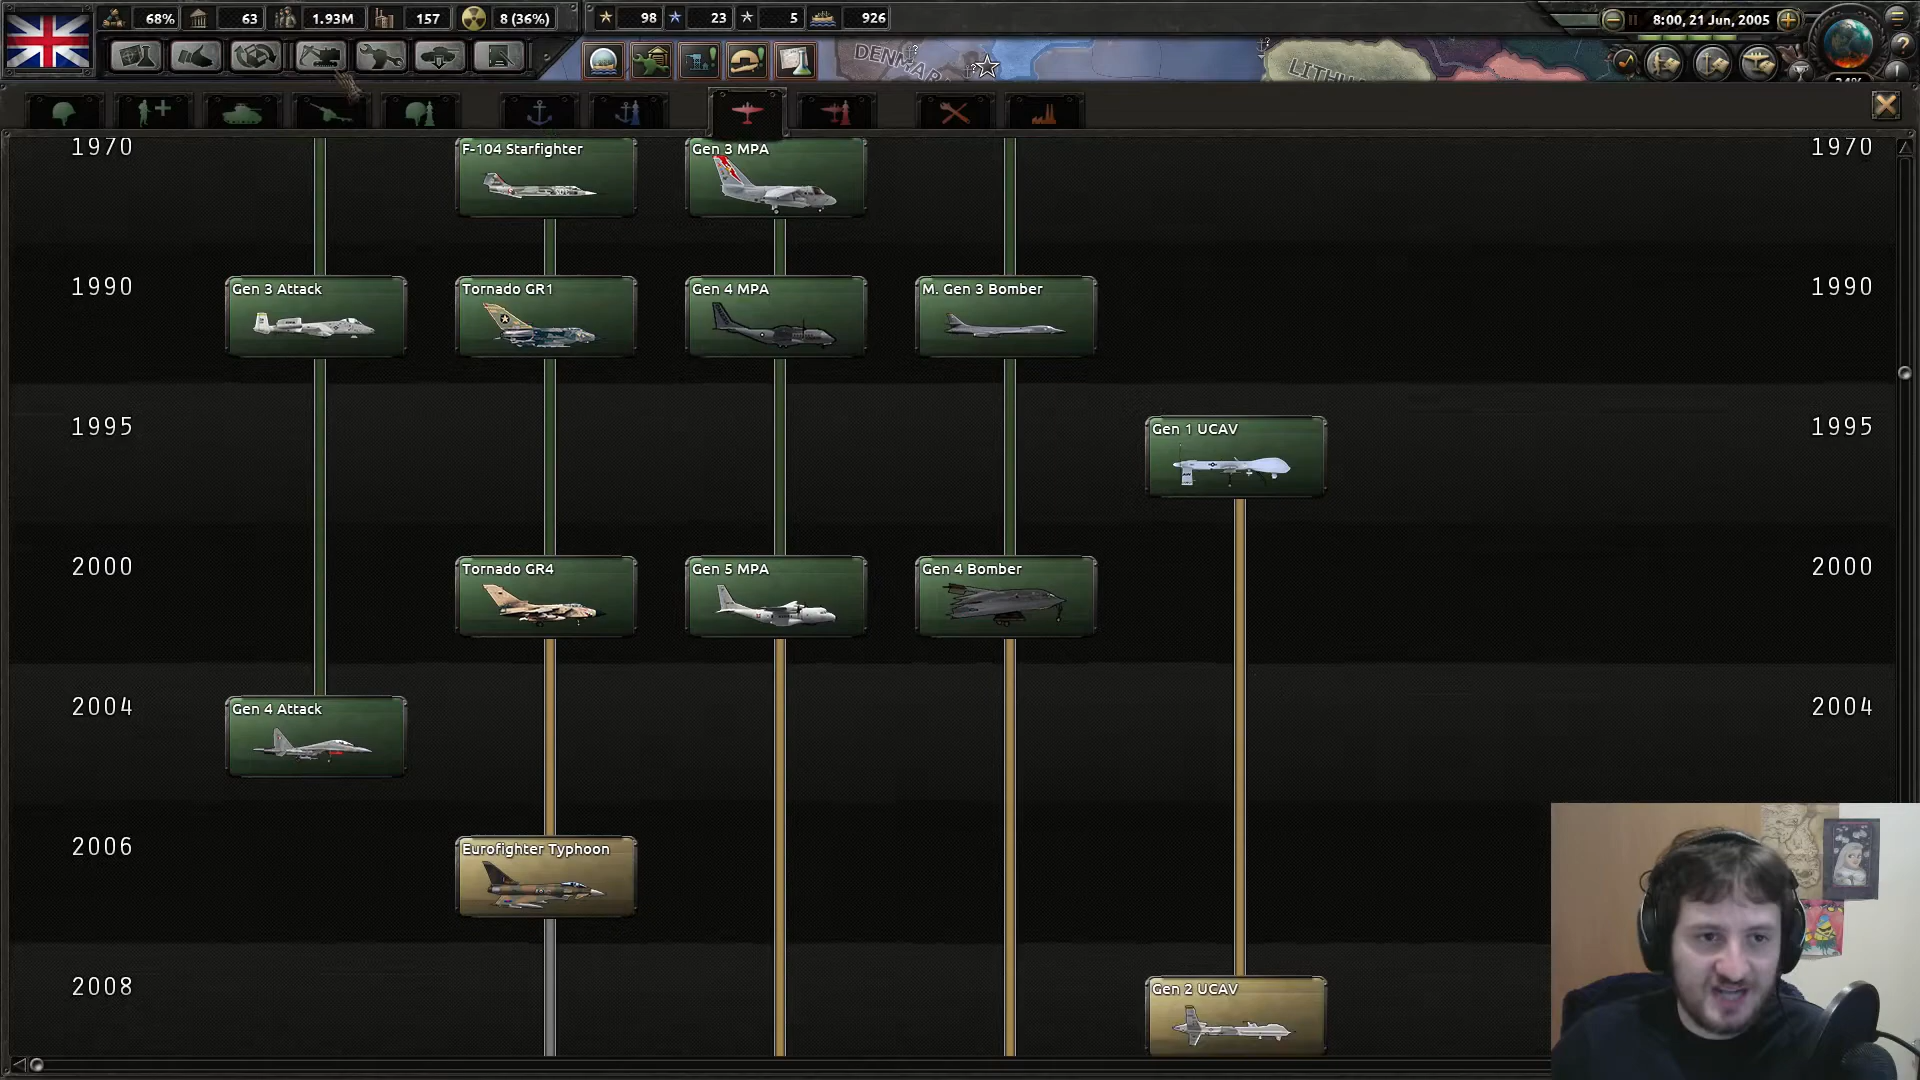 68% 63 1.93M 157 8 (36%) 98 23 5 926 8:00, 21 Jun, 2005
DENMARK LITHU
34%
1970 F-104 Starfighter Gen 3 MPA 1970
1990 Gen 3 Attack Tornado GR1 Gen 4 MPA M. Gen 3 Bomber 1990
1995 Gen 1 UCAV 1995
2000 Tornado GR4 Gen 5 MPA Gen 4 Bomber 2000
2004 Gen 4 Attack 2004
2006 Eurofighter Typhoon
2008 Gen 2 UCAV